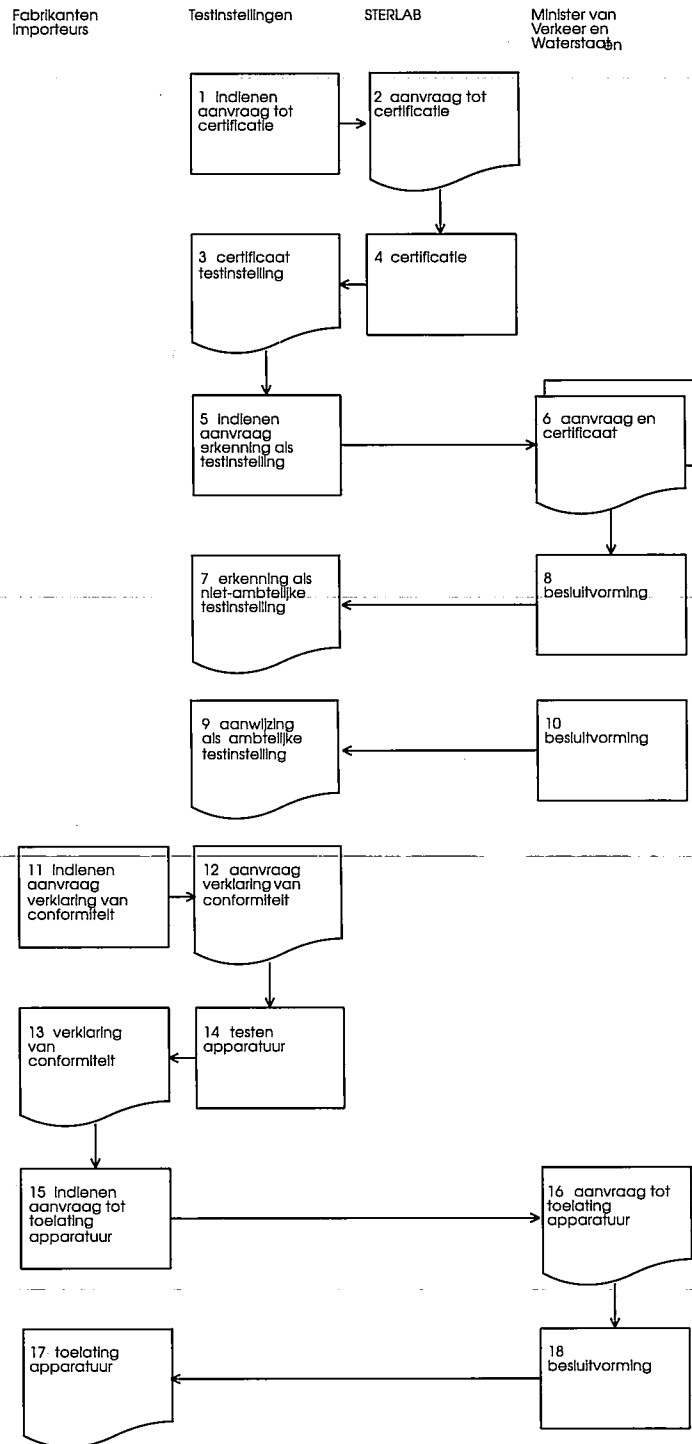 Fabrikanten
Importeurs
Testinstellingen
STERLAB
Minister van
Verkeer en
Waterstaatën
1 Indienen
aanvraag tot
certificatie
2 aanvraag tot
certificatie
3 certificaat
testinstelling
4 certificatie
5 Indienen
aanvraag
erkenning als
testinstelling
6 aanvraag en
certificaat
7 erkenning als
niet-ambtelijke
testinstelling
8
besluitvorming
9 aanwijzing
als ambtelijke
testinstelling
10
besluitvorming
11 Indienen
aanvraag
verklaring van
conformiteit
12 aanvraag
verklaring van
conformiteit
13 verklaring
van
conformiteit
14 testen
apparatuur
15 Indienen
aanvraag tot
toelating
apparatuur
16 aanvraag tot
toelating
apparatuur
17 toelating
apparatuur
18
besluitvorming